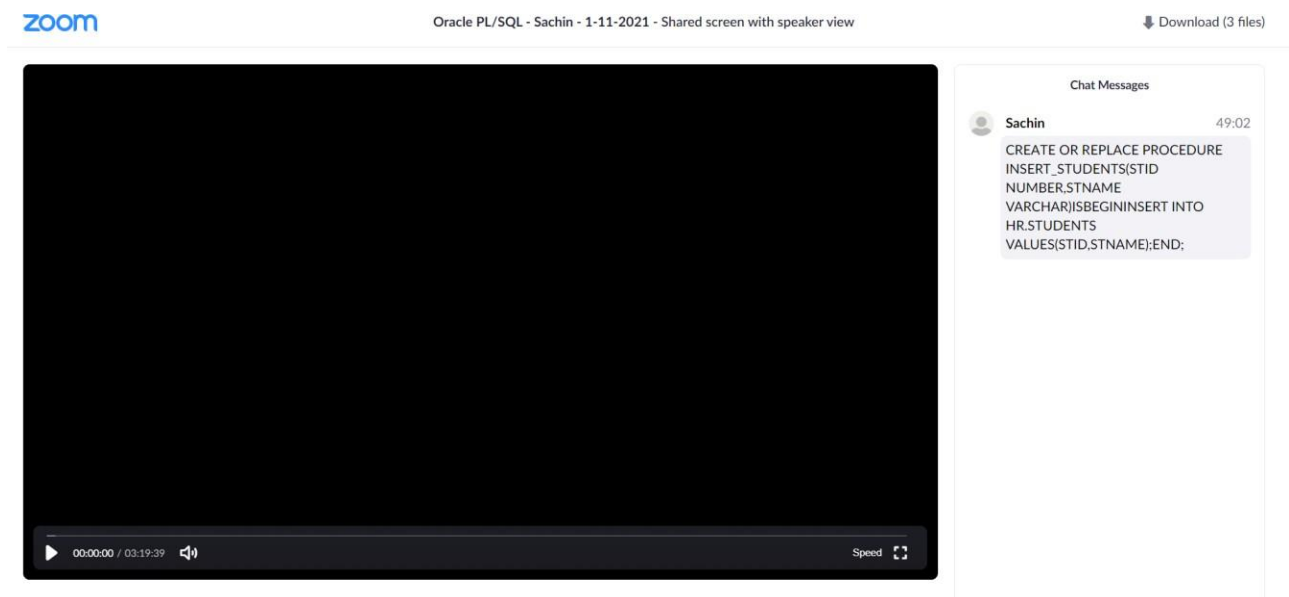 zoom
Oracle PL/SQL - Sachin - 1-11-2021 - Shared screen with speaker view
Download (3 files)
Chat Messages
Sachin 49:02
CREATE OR REPLACE PROCEDURE
INSERT_STUDENTS(STID
NUMBER,STNAME
VARCHAR)ISBEGININSERT INTO
HR.STUDENTS
VALUES(STID,STNAME);END;
00:00:00 / 03:19:39
Speed